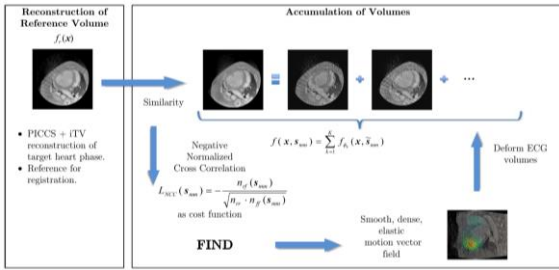 Reconstruction of
Reference Volume
f_r(x)
• PICCS + iTV
reconstruction of
target heart phase.
• Reference for
registration.
Accumulation of Volumes
= + + ...
Similarity
Negative
Normalized
Cross Correlation
as cost function
FIND
Smooth, dense,
elastic
motion vector
field
Deform ECG
volumes